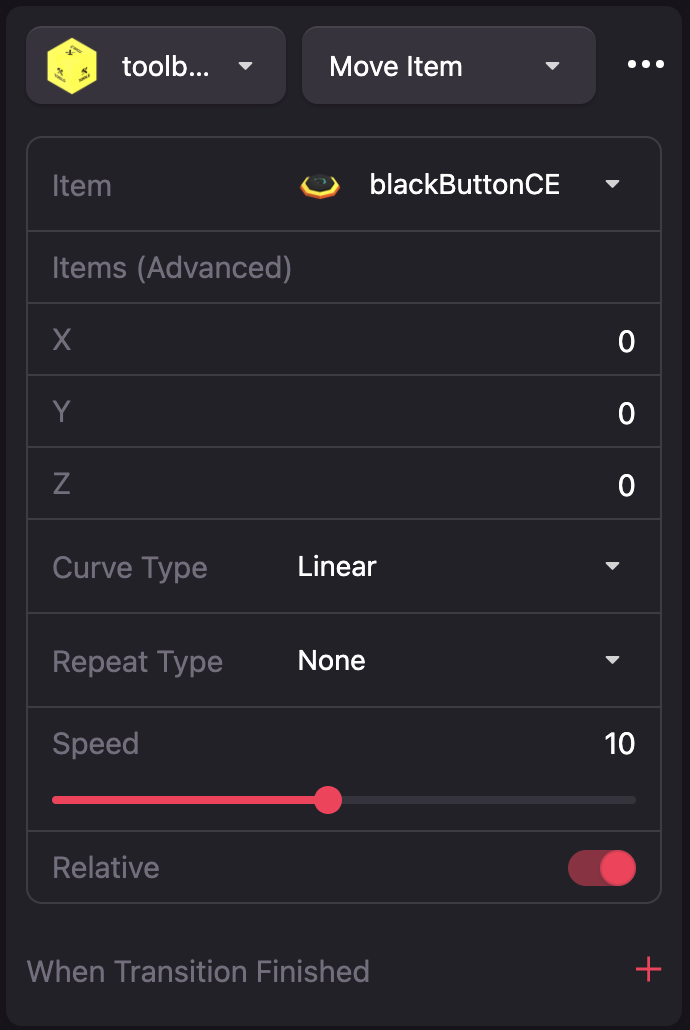 toolb...
Move Item
Item
blackButtonCE
Items (Advanced)
X
0
Y
0
Z
0
Curve Type
Linear
Repeat Type
None
Speed
10
Relative
When Transition Finished